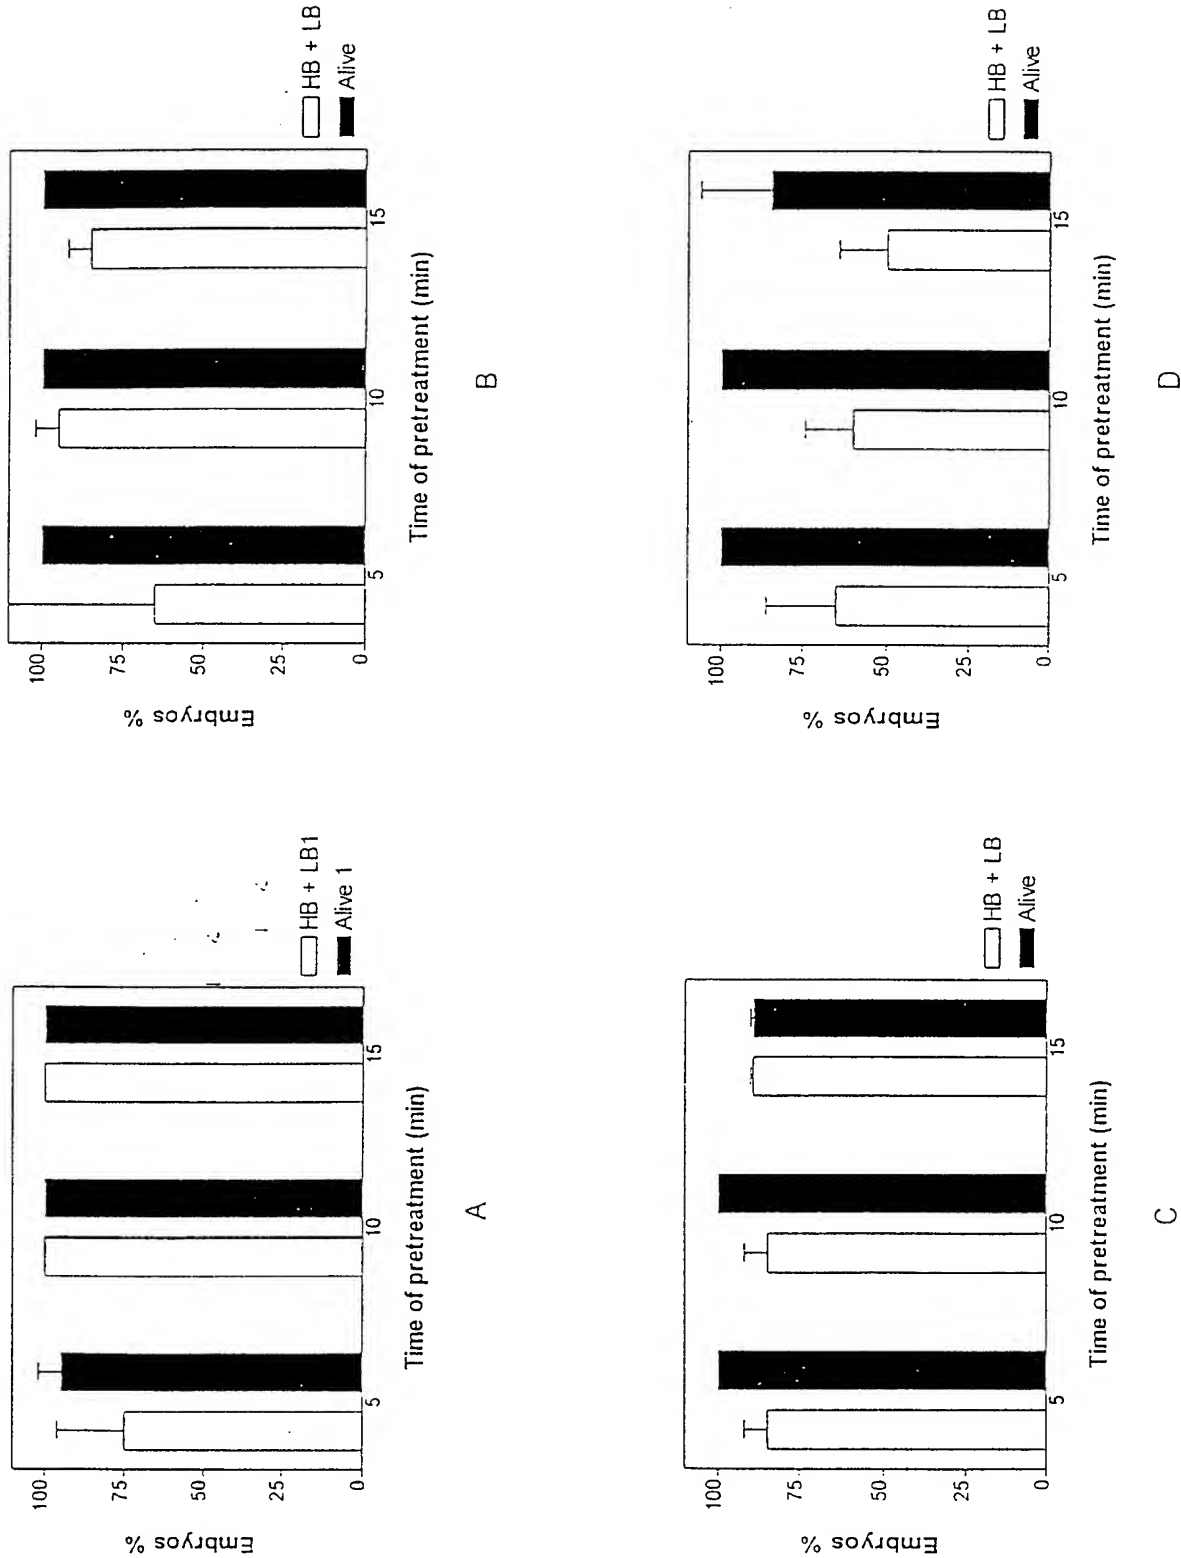 Embryos %
100
75
50
25
0
5
10
15
Time of pretreatment (min)
HB + LB1
Alive 1
A
Embryos %
100
75
50
25
0
5
10
15
Time of pretreatment (min)
HB + LB
Alive
B
Embryos %
100
75
50
25
0
5
10
15
Time of pretreatment (min)
HB + LB
Alive
C
Embryos %
100
75
50
25
0
5
10
15
Time of pretreatment (min)
HB + LB
Alive
D